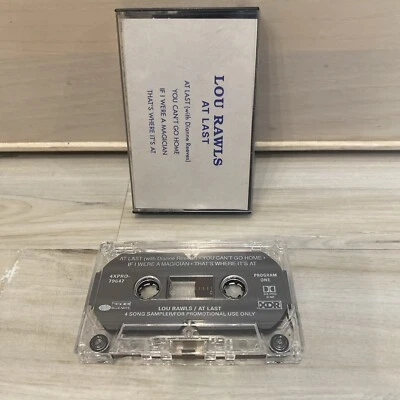 LOU RAWLS
AT LAST
AT LAST (with Dianne Reeves)
YOU CAN'T GO HOME
IF I WERE A MAGICIAN
THAT'S WHERE IT'S AT
AT LAST (with Dianne Reeves) • YOU CAN'T GO HOME •
IF I WERE A MAGICIAN • THAT'S WHERE IT'S AT
4XPRO-
79647
PROGRAM
ONE
XDR
LOU RAWLS / AT LAST
4 SONG SAMPLER/FOR PROMOTIONAL USE ONLY